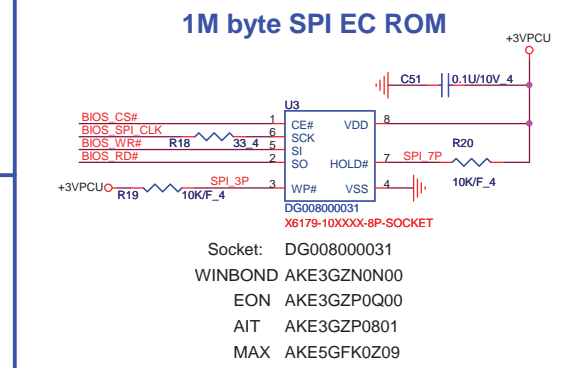 1M byte SPI EC ROM
+3VPCU
C51 0.1U/10V_4
U3
BIOS_CS# 1 CE# VDD 8
BIOS_SPI_CLK R18 33_4 6 SCK
BIOS_WR# 5 SI
BIOS_RD# 2 SO HOLD# 7 SPI_7P R20 10K/F_4
+3VPCU R19 10K/F_4 SPI_3P 3 WP# VSS 4
DG008000031
X6179-10XXXX-8P-SOCKET
Socket: DG008000031
WINBOND AKE3GZN0N00
EON AKE3GZP0Q00
AIT AKE3GZP0801
MAX AKE5GFK0Z09